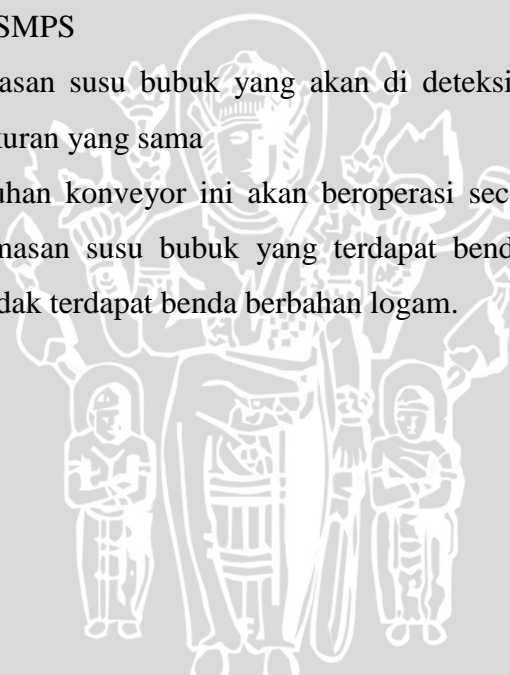 SMPS
asan susu bubuk yang akan di deteksi
kuran yang sama
uhan konveyor ini akan beroperasi sec
masan susu bubuk yang terdapat bend
dak terdapat benda berbahan logam.